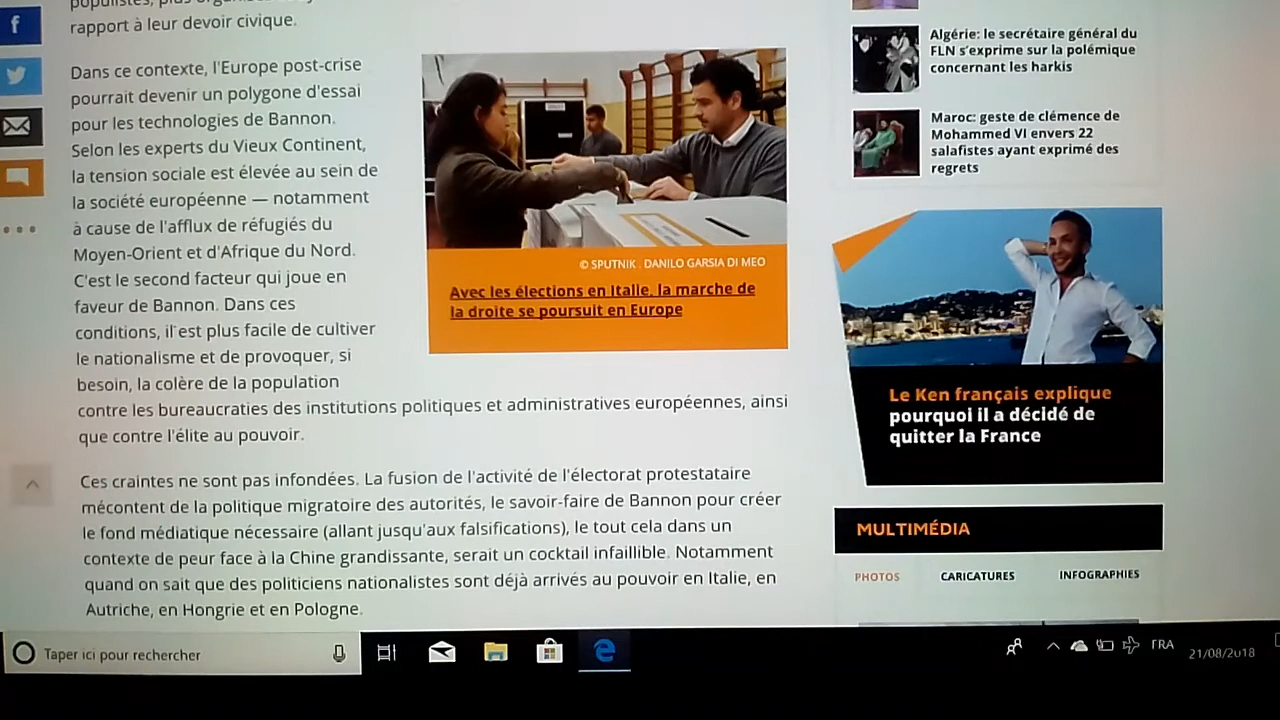 populistes, plus
rapport à leur devoir civique.
Dans ce contexte, l'Europe post-crise
pourrait devenir un polygone d'essai
pour les technologies de Bannon.
Selon les experts du Vieux Continent,
la tension sociale est élevée au sein de
la société européenne — notamment
à cause de l'afflux de réfugiés du
Moyen-Orient et d'Afrique du Nord.
C'est le second facteur qui joue en
faveur de Bannon. Dans ces
conditions, il est plus facile de cultiver
le nationalisme et de provoquer, si
besoin, la colère de la population
contre les bureaucraties des institutions politiques et administratives européennes, ainsi
que contre l'élite au pouvoir.
Ces craintes ne sont pas infondées. La fusion de l'activité de l'électorat protestataire
mécontent de la politique migratoire des autorités, le savoir-faire de Bannon pour créer
le fond médiatique nécessaire (allant jusqu'aux falsifications), le tout cela dans un
contexte de peur face à la Chine grandissante, serait un cocktail infaillible. Notamment
quand on sait que des politiciens nationalistes sont déjà arrivés au pouvoir en Italie, en
Autriche, en Hongrie et en Pologne.
© SPUTNIK . DANILO GARSIA DI MEO
Avec les élections en Italie, la marche de
la droite se poursuit en Europe
Algérie: le secrétaire général du
FLN s'exprime sur la polémique
concernant les harkis
Maroc: geste de clémence de
Mohammed VI envers 22
salafistes ayant exprimé des
regrets
Le Ken français explique
pourquoi il a décidé de
quitter la France
MULTIMÉDIA
PHOTOS CARICATURES INFOGRAPHIES
Taper ici pour rechercher
FRA
21/08/2018